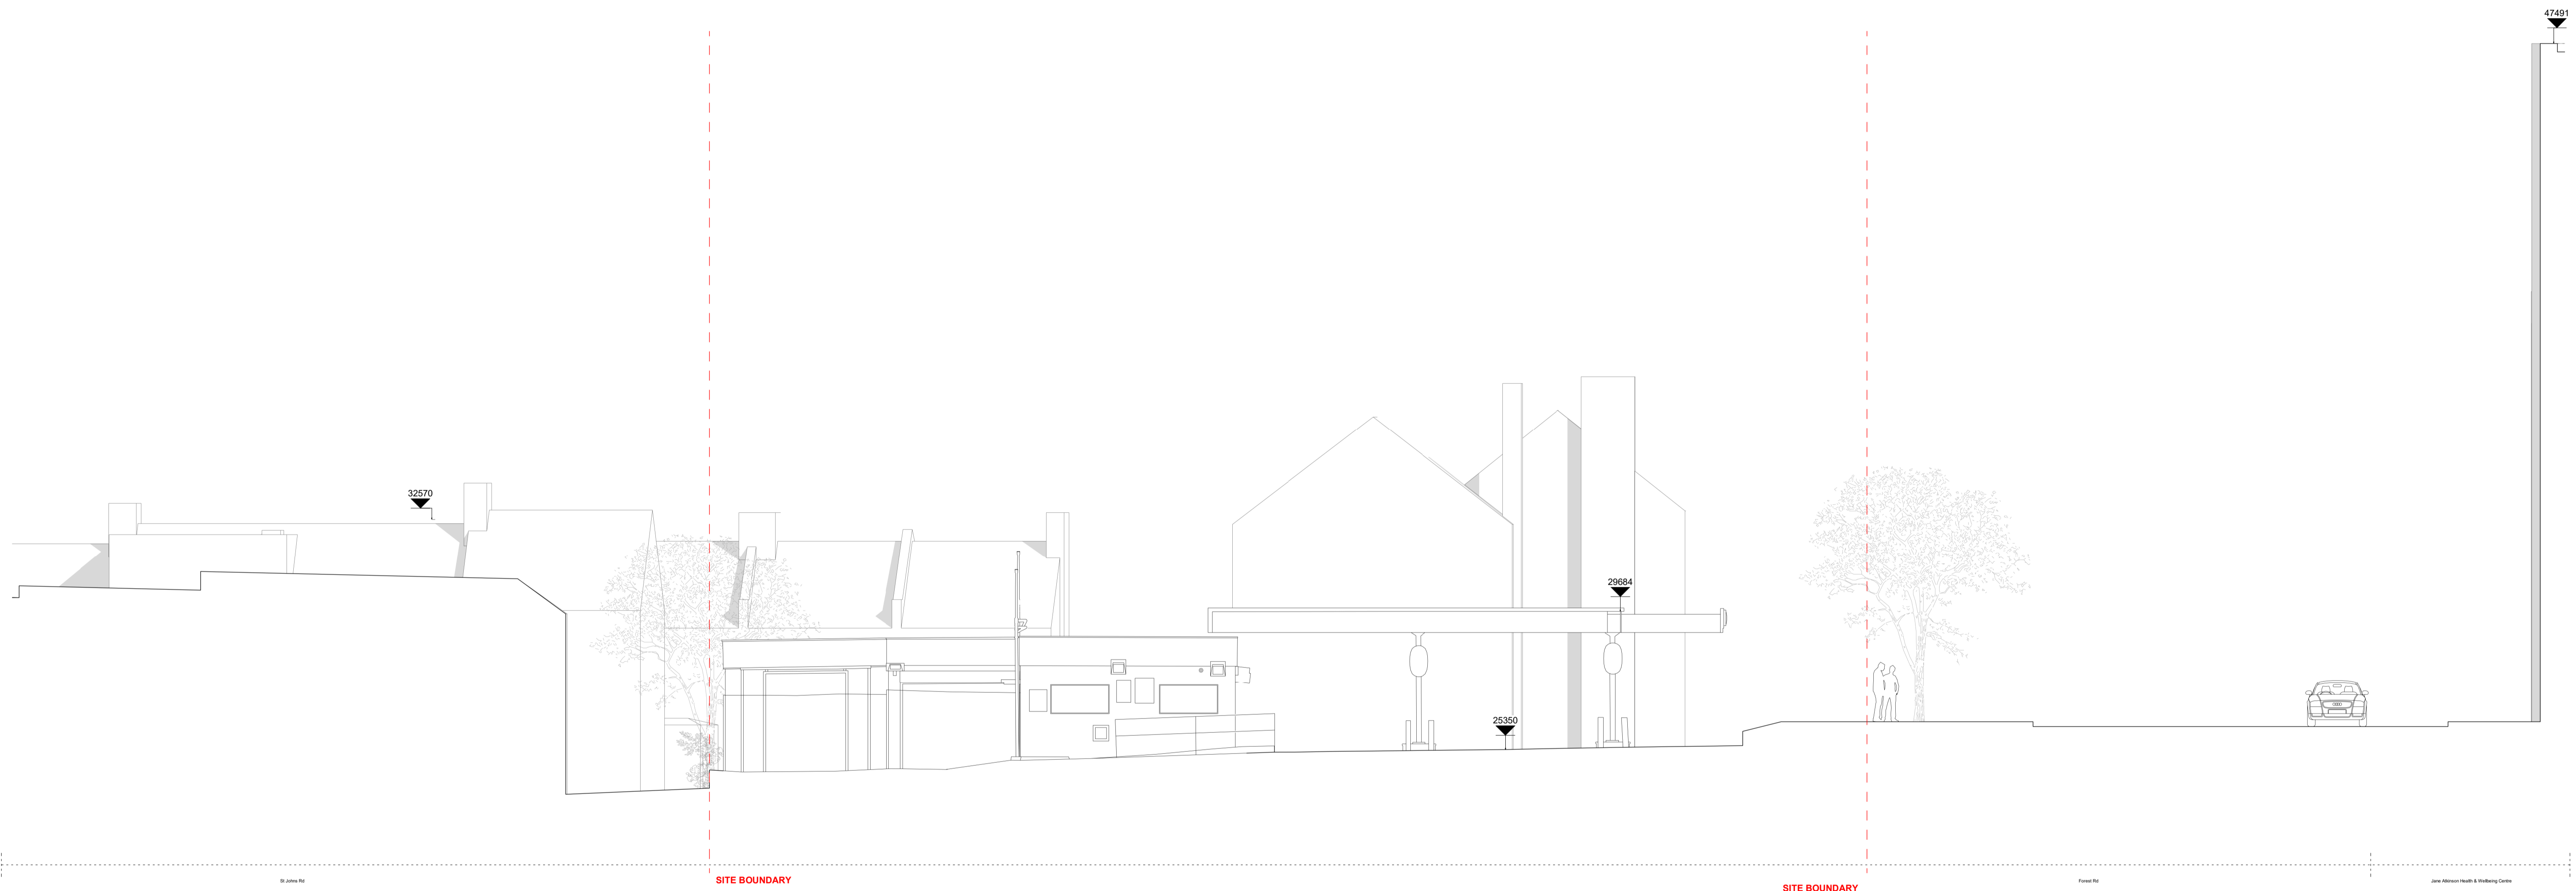 47491
32570
29684
25350
St.Johns Rd
SITE BOUNDARY
SITE BOUNDARY
Forest Rd
Jane Atkinson Health & Wellbeing Centre